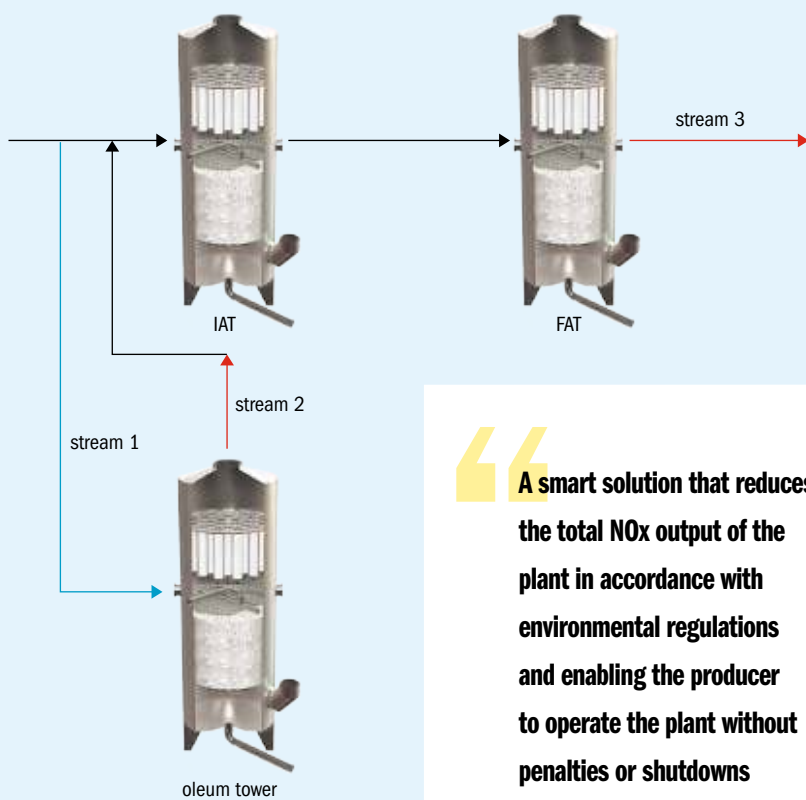 stream 3
IAT
FAT
stream 2
stream 1
oleum tower
“
A smart solution that reduces
the total NOx output of the
plant in accordance with
environmental regulations
and enabling the producer
to operate the plant without
penalties or shutdowns